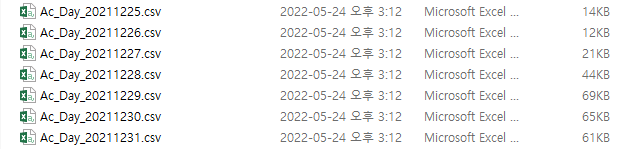 Ac_Day_20211225.csv 2022-05-24 오후 3:12 Microsoft Excel ... 14KB
Ac_Day_20211226.csv 2022-05-24 오후 3:12 Microsoft Excel ... 12KB
Ac_Day_20211227.csv 2022-05-24 오후 3:12 Microsoft Excel ... 21KB
Ac_Day_20211228.csv 2022-05-24 오후 3:12 Microsoft Excel ... 44KB
Ac_Day_20211229.csv 2022-05-24 오후 3:12 Microsoft Excel ... 69KB
Ac_Day_20211230.csv 2022-05-24 오후 3:12 Microsoft Excel ... 65KB
Ac_Day_20211231.csv 2022-05-24 오후 3:12 Microsoft Excel ... 61KB